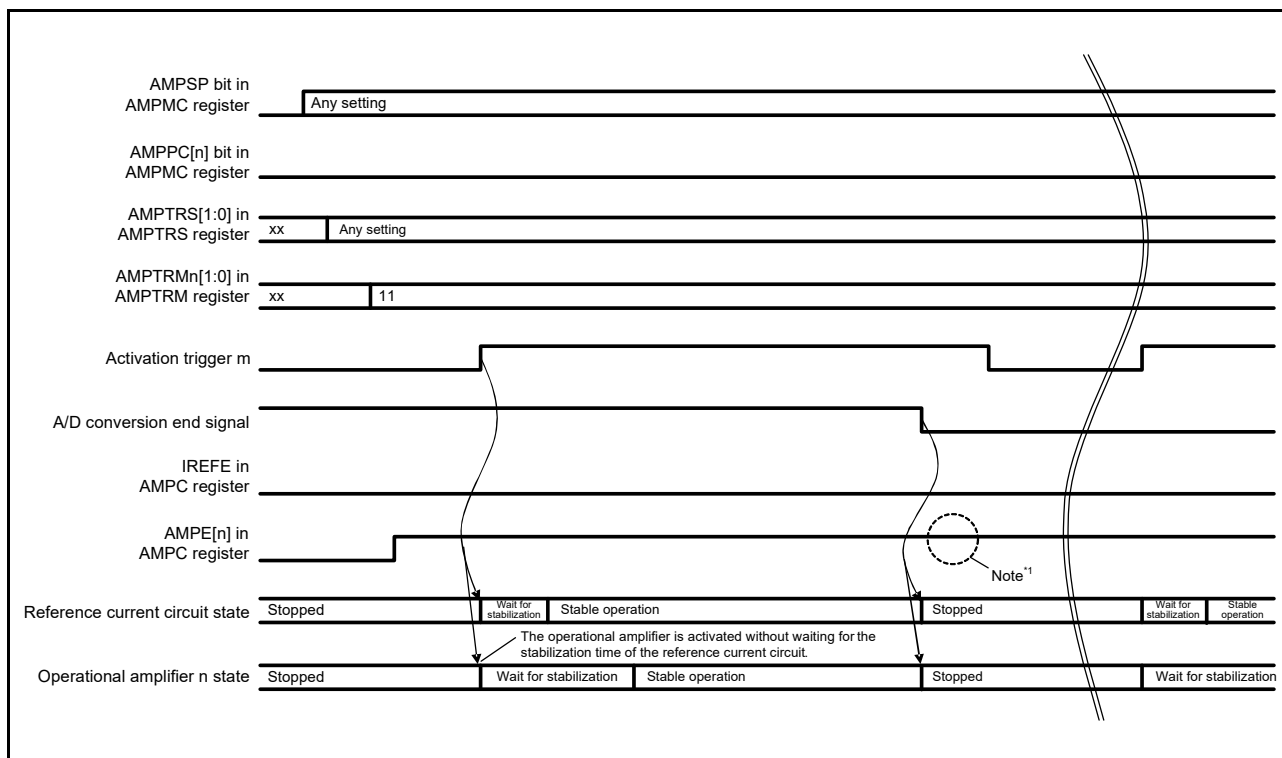 AMPSP bit in
AMPMC register
Any setting
AMPPC[n] bit in
AMPMC register
AMPTRS[1:0] in
AMPTRS register
xx
Any setting
AMPTRMn[1:0] in
AMPTRM register
xx
11
Activation trigger m
A/D conversion end signal
IREFE in
AMPC register
AMPE[n] in
AMPC register
Note*1
Reference current circuit state
Stopped
Wait for
stabilization
Stable operation
Stopped
Wait for
stabilization
Stable
operation
The operational amplifier is activated without waiting for the
stabilization time of the reference current circuit.
Operational amplifier n state
Stopped
Wait for stabilization
Stable operation
Stopped
Wait for stabilization